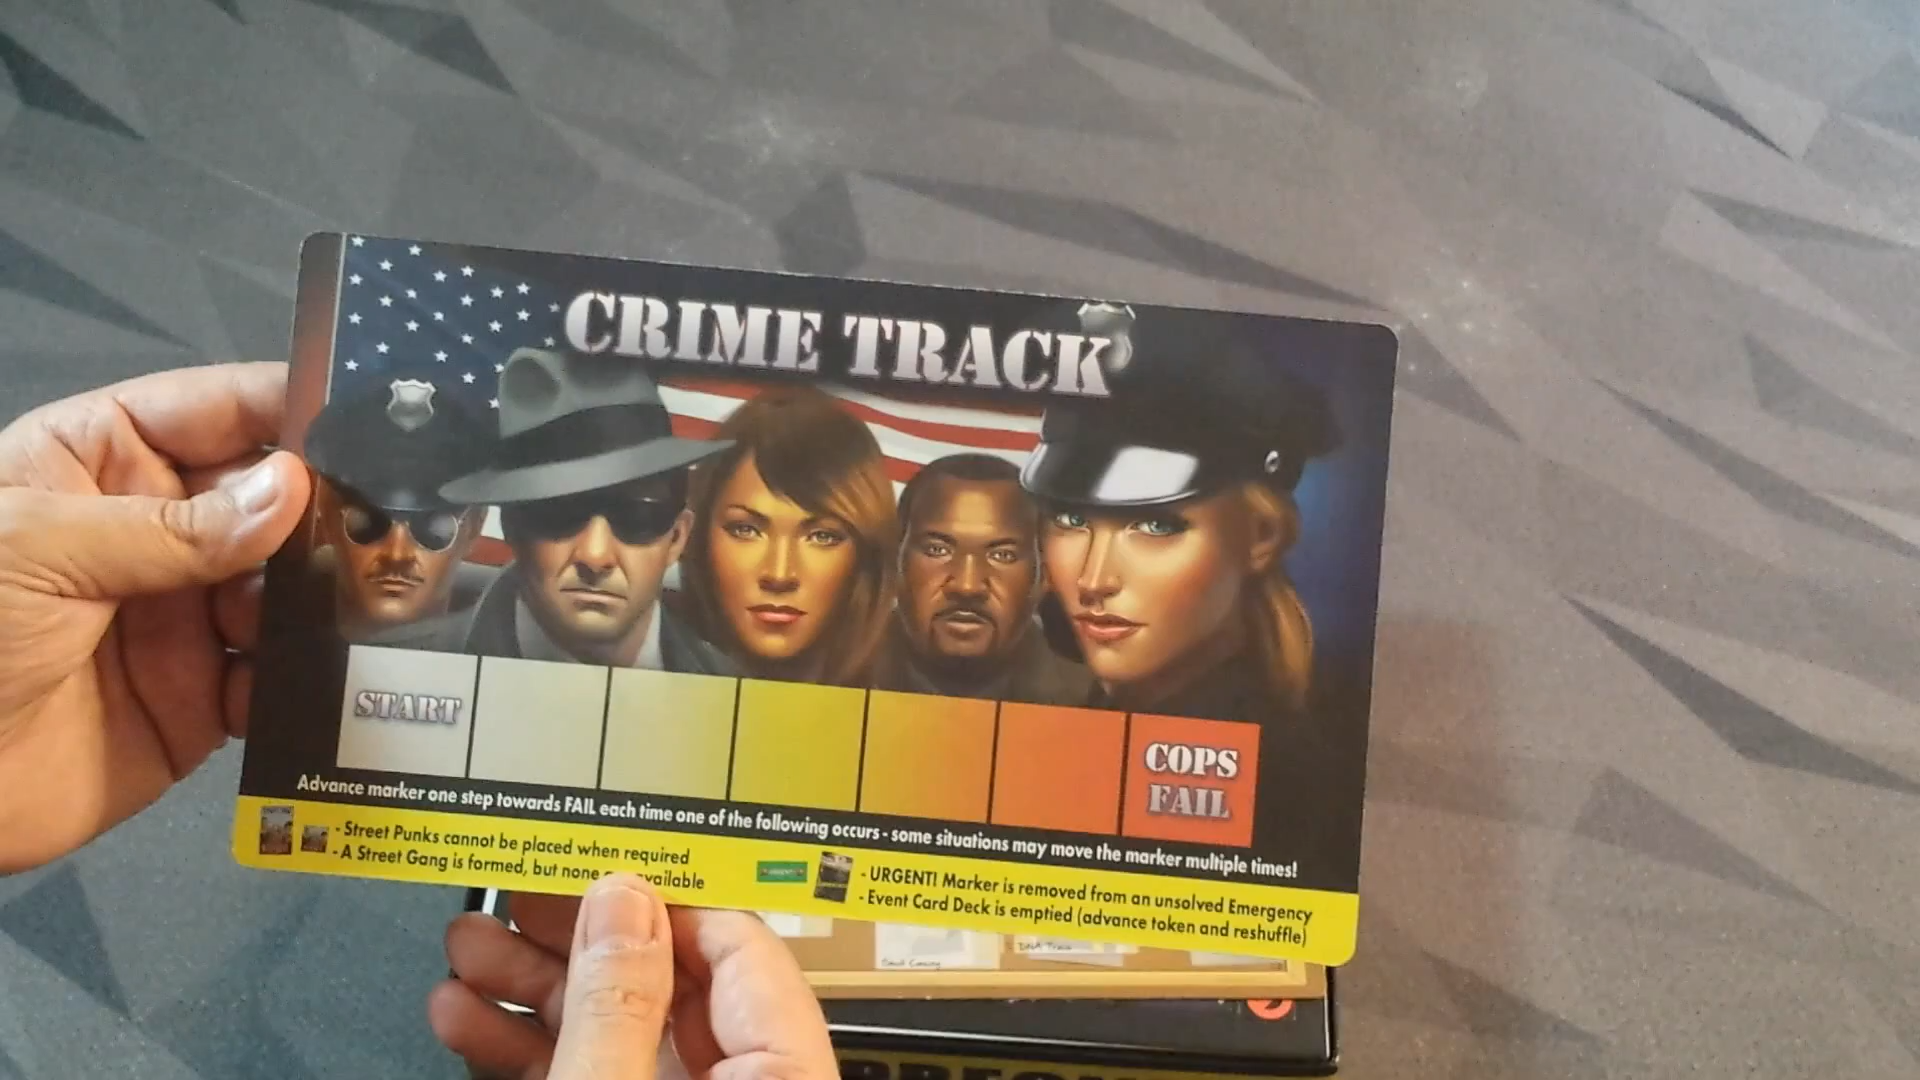 CRIME TRACK
START
COPS
FAIL
Advance marker one step towards FAIL each time one of the following occurs - some situations may move the marker multiple times!
- Street Punks cannot be placed when required
- A Street Gang is formed, but none available
- URGENT! Marker is removed from an unsolved Emergency
- Event Card Deck is emptied (advance token and reshuffle)
URGENT!
DNA